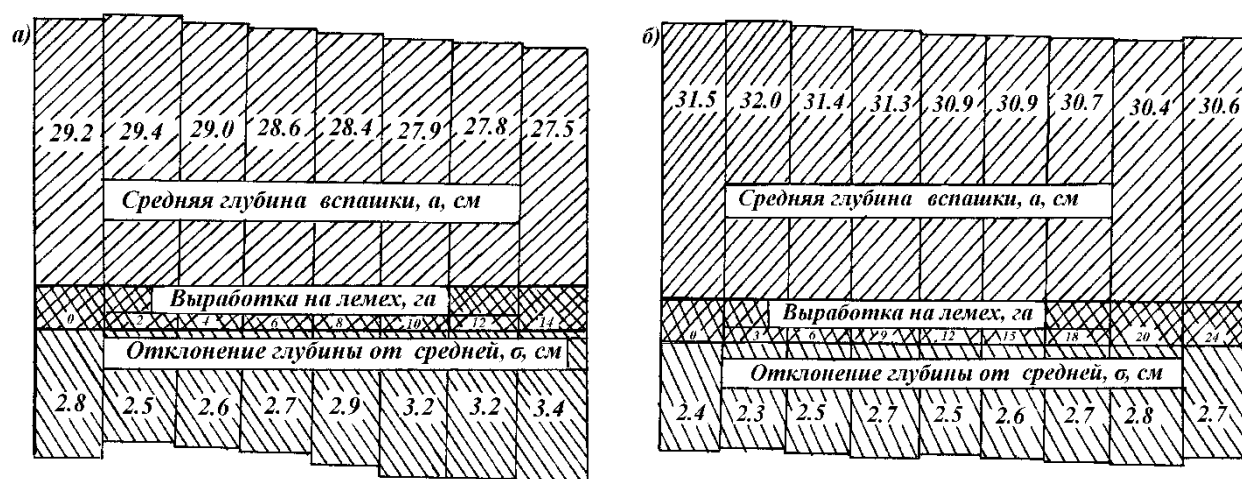 а)
29.2 29.4 29.0 28.6 28.4 27.9 27.8 27.5
Средняя глубина вспашки, а, см
Выработка на лемех, га
0 2 4 6 8 10 12 14
Отклонение глубины от средней, σ, см
2.8 2.5 2.6 2.7 2.9 3.2 3.2 3.4
б)
31.5 32.0 31.4 31.3 30.9 30.9 30.7 30.4 30.6
Средняя глубина вспашки, а, см
Выработка на лемех, га
0 3 6 9 12 15 18 20 24
Отклонение глубины от средней, σ, см
2.4 2.3 2.5 2.7 2.5 2.6 2.7 2.8 2.7